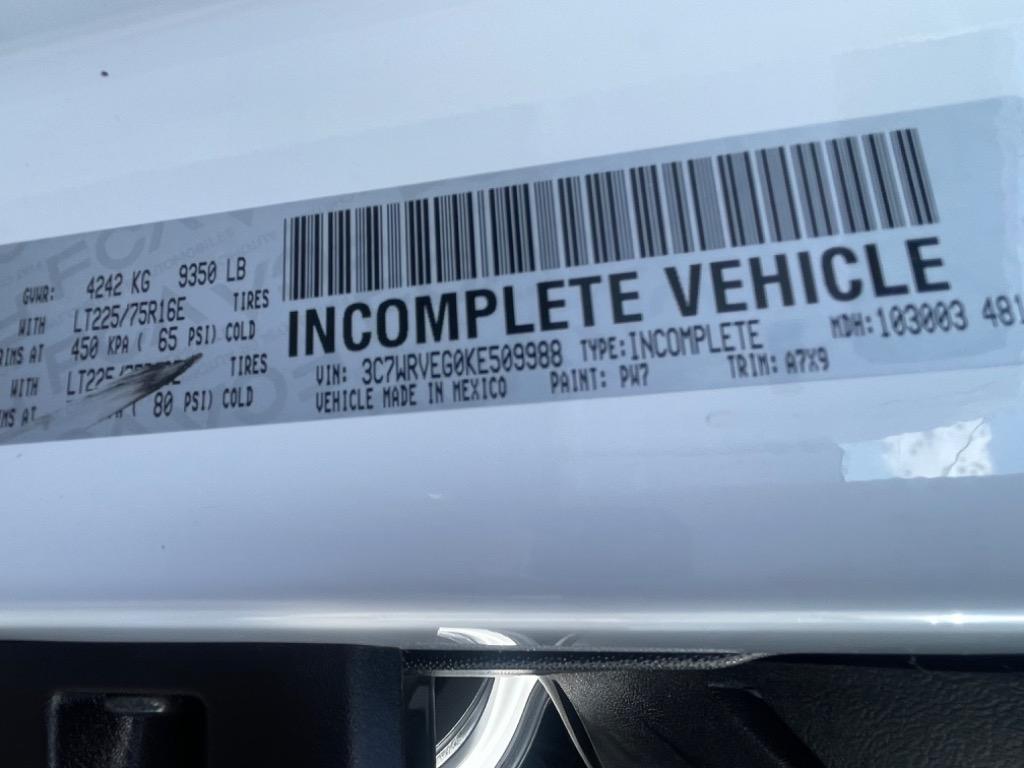 GVWR: 4242 KG 9350 LB
WITH LT225/75R16E TIRES
RIMS AT 450 KPA ( 65 PSI) COLD
WITH TIRES
AT ( 80 PSI) COLD
INCOMPLETE VEHICLE
VIN: 3C7WRVEG0KE509988 TYPE:INCOMPLETE MDH:103003 481
VEHICLE MADE IN MEXICO PAINT: PW7 TRIM: A7X9